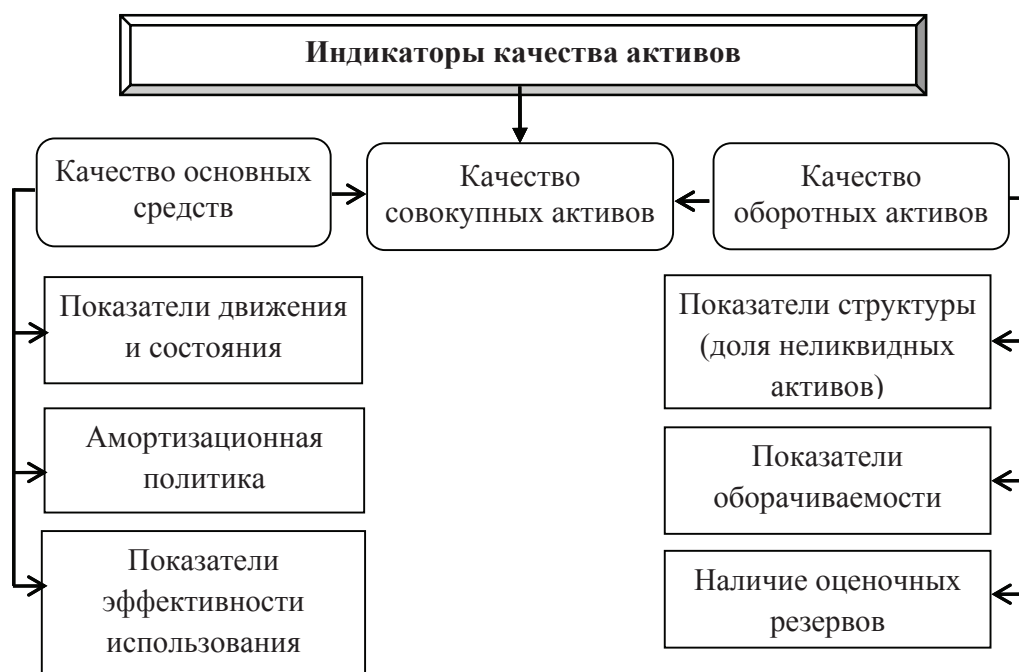 Индикаторы качества активов
Качество основных
средств
Качество
совокупных активов
Качество
оборотных активов
Показатели движения
и состояния
Амортизационная
политика
Показатели
эффективности
использования
Показатели структуры
(доля неликвидных
активов)
Показатели
оборачиваемости
Наличие оценочных
резервов